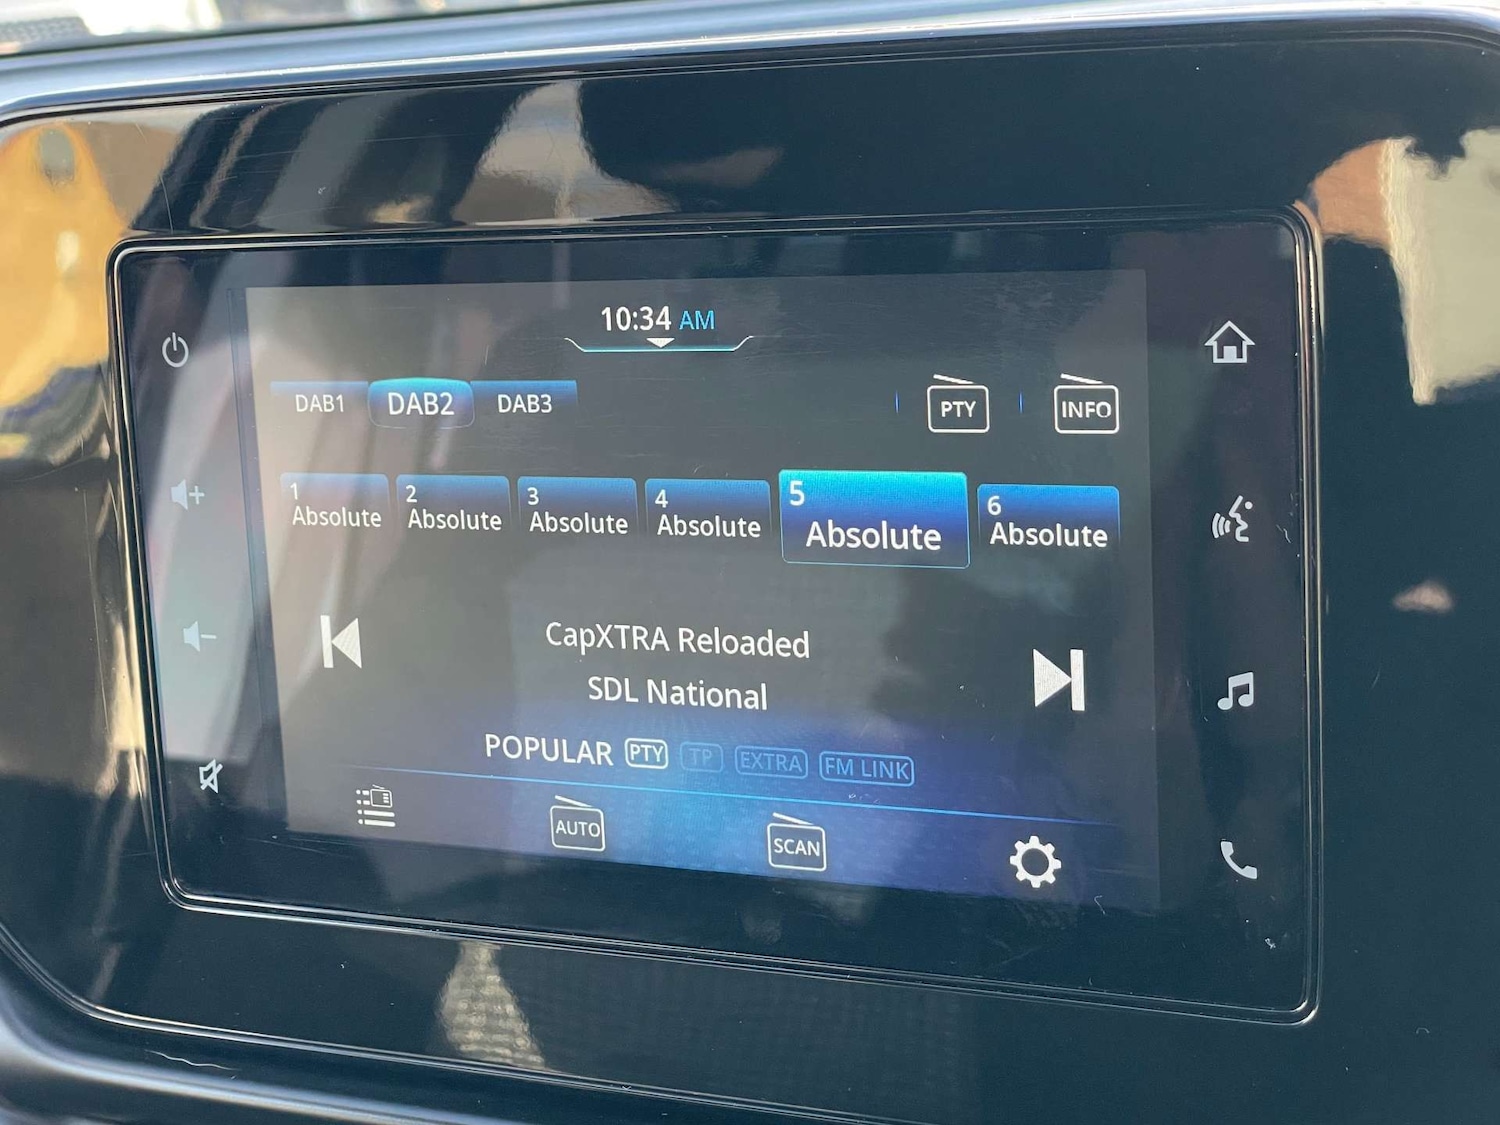 10:34 AM
DAB1 DAB2 DAB3 PTY INFO
1 2 3 4 5 6
Absolute Absolute Absolute Absolute Absolute Absolute
CapXTRA Reloaded
SDL National
POPULAR PTY TP EXTRA FM LINK
AUTO SCAN